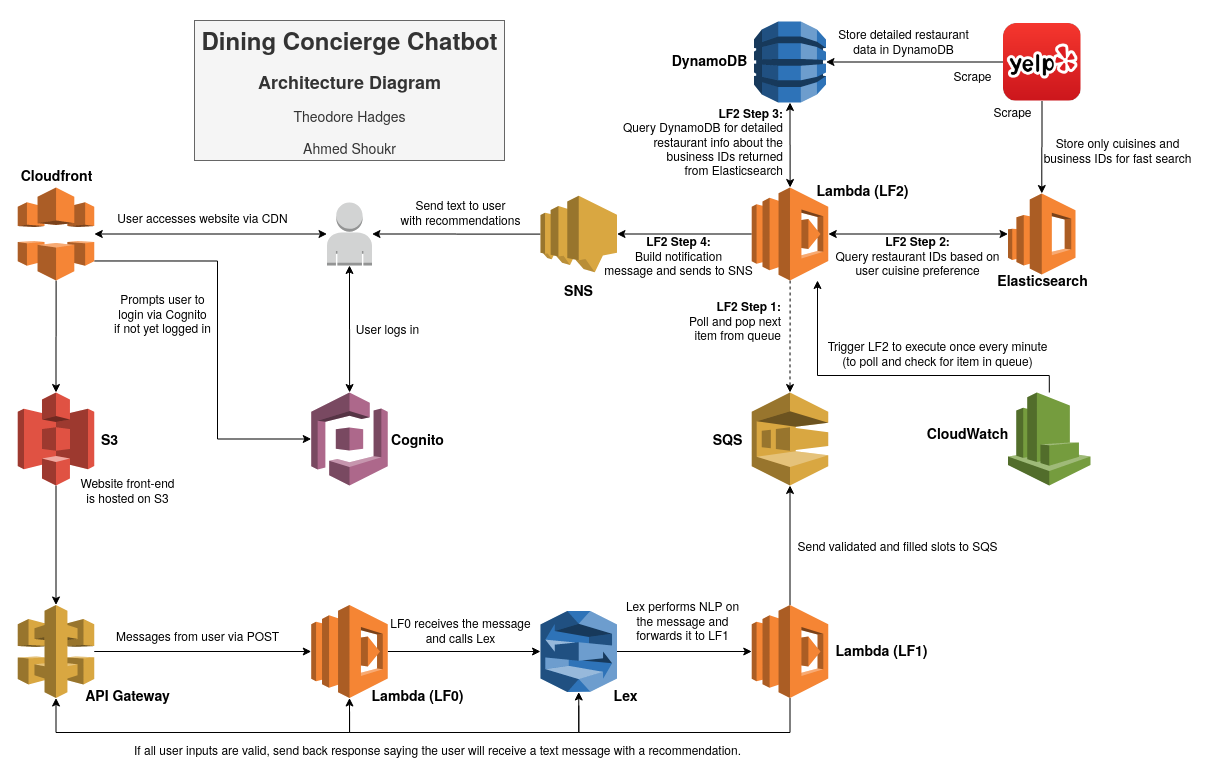 Dining Concierge Chatbot
Architecture Diagram
Theodore Hadges
Ahmed Shoukr
DynamoDB
Store detailed restaurant
data in DynamoDB
yelp
Scrape
Scrape
LF2 Step 3:
Query DynamoDB for detailed
restaurant info about the
business IDs returned
from Elasticsearch
Store only cuisines and
business IDs for fast search
Cloudfront
User accesses website via CDN
Send text to user
with recommendations
SNS
Lambda (LF2)
LF2 Step 4:
Build notification
message and sends to SNS
LF2 Step 2:
Query restaurant IDs based on
user cuisine preference
Elasticsearch
Prompts user to
login via Cognito
if not yet logged in
User logs in
LF2 Step 1:
Poll and pop next
item from queue
Trigger LF2 to execute once every minute
(to poll and check for item in queue)
S3
Website front-end
is hosted on S3
Cognito
SQS
CloudWatch
Send validated and filled slots to SQS
API Gateway
Messages from user via POST
Lambda (LF0)
LF0 receives the message
and calls Lex
Lex
Lex performs NLP on
the message and
forwards it to LF1
Lambda (LF1)
If all user inputs are valid, send back response saying the user will receive a text message with a recommendation.